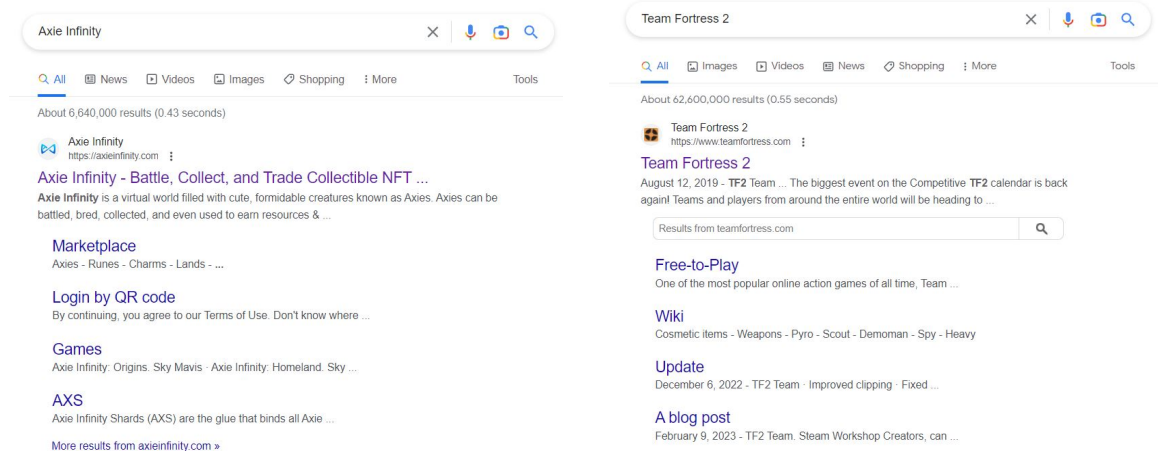 Axie Infinity
All
News
Videos
Images
Shopping
More
Tools
About 6,640,000 results (0.43 seconds)
Axie Infinity
https://axieinfinity.com
Axie Infinity - Battle, Collect, and Trade Collectible NFT ...
Axie Infinity is a virtual world filled with cute, formidable creatures known as Axies. Axies can be
battled, bred, collected, and even used to earn resources & ...
Marketplace
Axies - Runes - Charms - Lands - ...
Login by QR code
By continuing, you agree to our Terms of Use. Don't know where ...
Games
Axie Infinity: Origins. Sky Mavis · Axie Infinity: Homeland. Sky ...
AXS
Axie Infinity Shards (AXS) are the glue that binds all Axie ...
More results from axieinfinity.com »
Team Fortress 2
All
Images
Videos
News
Shopping
More
Tools
About 62,600,000 results (0.55 seconds)
Team Fortress 2
https://www.teamfortress.com
Team Fortress 2
August 12, 2019 - TF2 Team ... The biggest event on the Competitive TF2 calendar is back
again! Teams and players from around the entire world will be heading to ...
Results from teamfortress.com
Free-to-Play
One of the most popular online action games of all time, Team ...
Wiki
Cosmetic items - Weapons - Pyro - Scout - Demoman - Spy - Heavy
Update
December 6, 2022 - TF2 Team · Improved clipping · Fixed ...
A blog post
February 9, 2023 - TF2 Team. Steam Workshop Creators, can ...